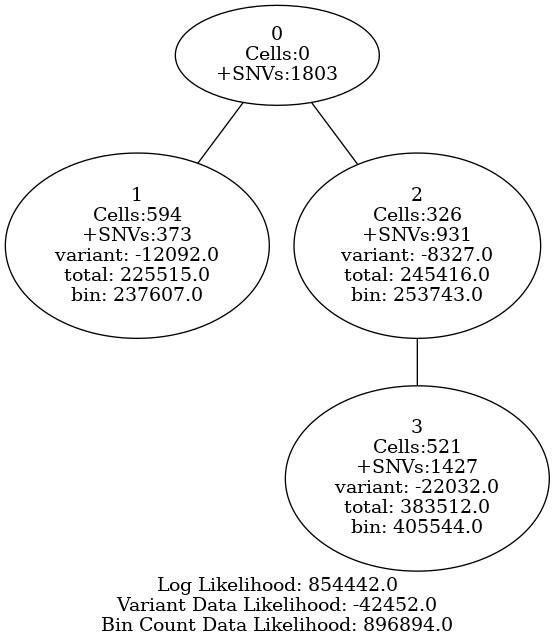 0
Cells:0
+SNVs:1803
1
Cells:594
+SNVs:373
variant: -12092.0
total: 225515.0
bin: 237607.0
2
Cells:326
+SNVs:931
variant: -8327.0
total: 245416.0
bin: 253743.0
3
Cells:521
+SNVs:1427
variant: -22032.0
total: 383512.0
bin: 405544.0
Log Likelihood: 854442.0
Variant Data Likelihood: -42452.0
Bin Count Data Likelihood: 896894.0